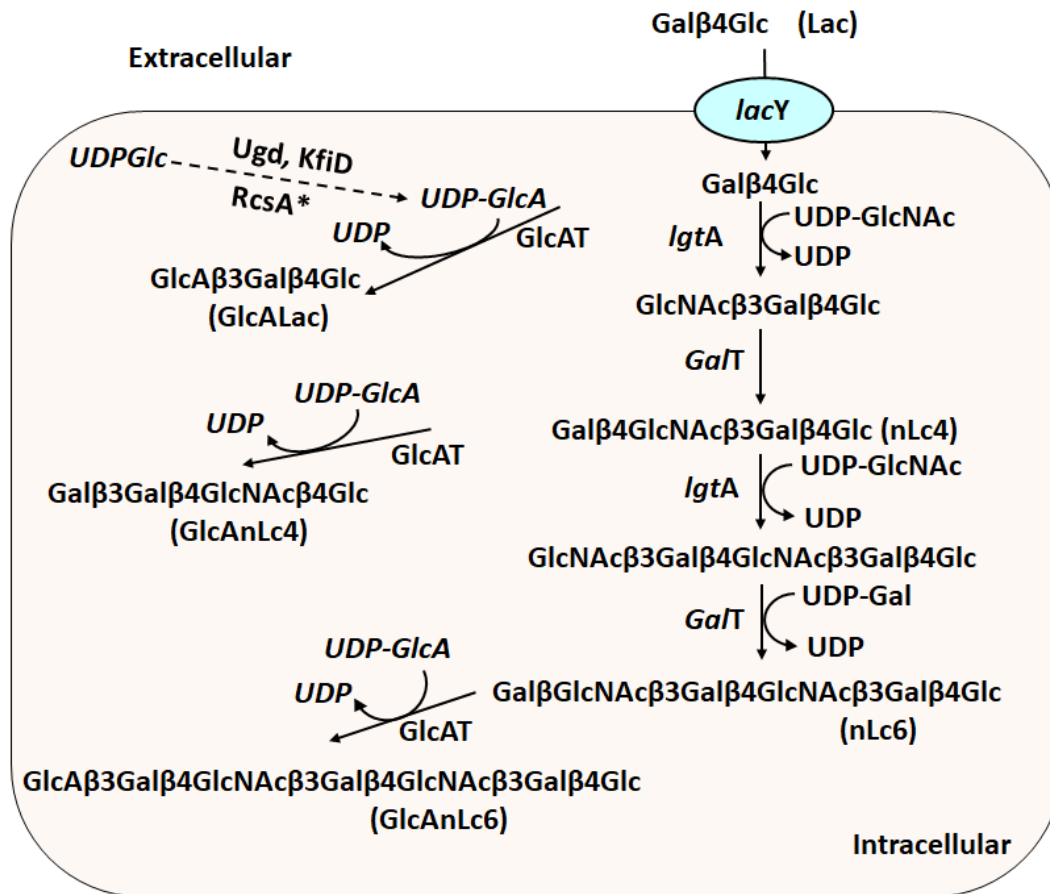 Galβ4Glc (Lac)
Extracellular
lacY
UDPGlc
Ugd, KfiD
RcsA*
UDP-GlcA
UDP
GlcAT
GlcAβ3Galβ4Glc
(GlcALac)
Galβ4Glc
lgtA
UDP-GlcNAc
UDP
GlcNAcβ3Galβ4Glc
GalT
UDP-GlcA
UDP
GlcAT
Galβ3Galβ4GlcNAcβ4Glc
(GlcAnLc4)
Galβ4GlcNAcβ3Galβ4Glc (nLc4)
lgtA
UDP-GlcNAc
UDP
GlcNAcβ3Galβ4GlcNAcβ3Galβ4Glc
GalT
UDP-Gal
UDP
UDP-GlcA
UDP
GlcAT
GalβGlcNAcβ3Galβ4GlcNAcβ3Galβ4Glc
(nLc6)
GlcAβ3Galβ4GlcNAcβ3Galβ4GlcNAcβ3Galβ4Glc
(GlcAnLc6)
Intracellular